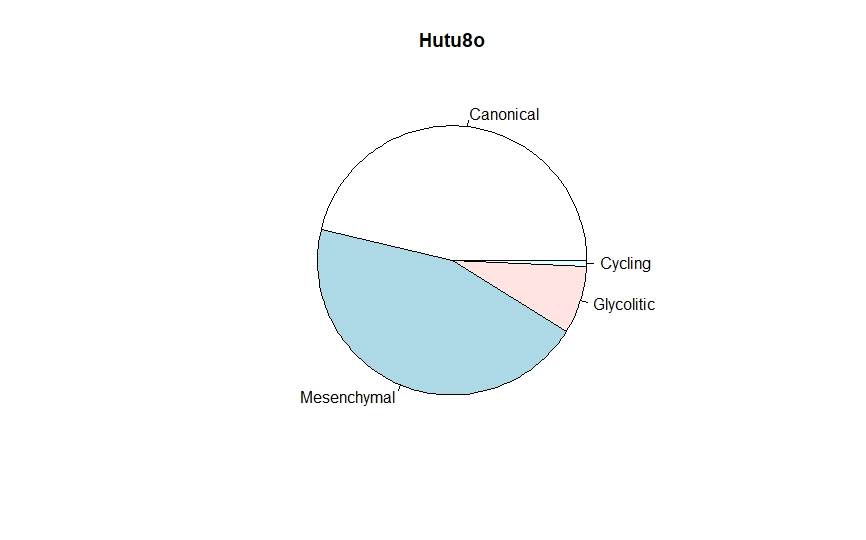 Hutu8o
Canonical
Cycling
Glycolitic
Mesenchymal